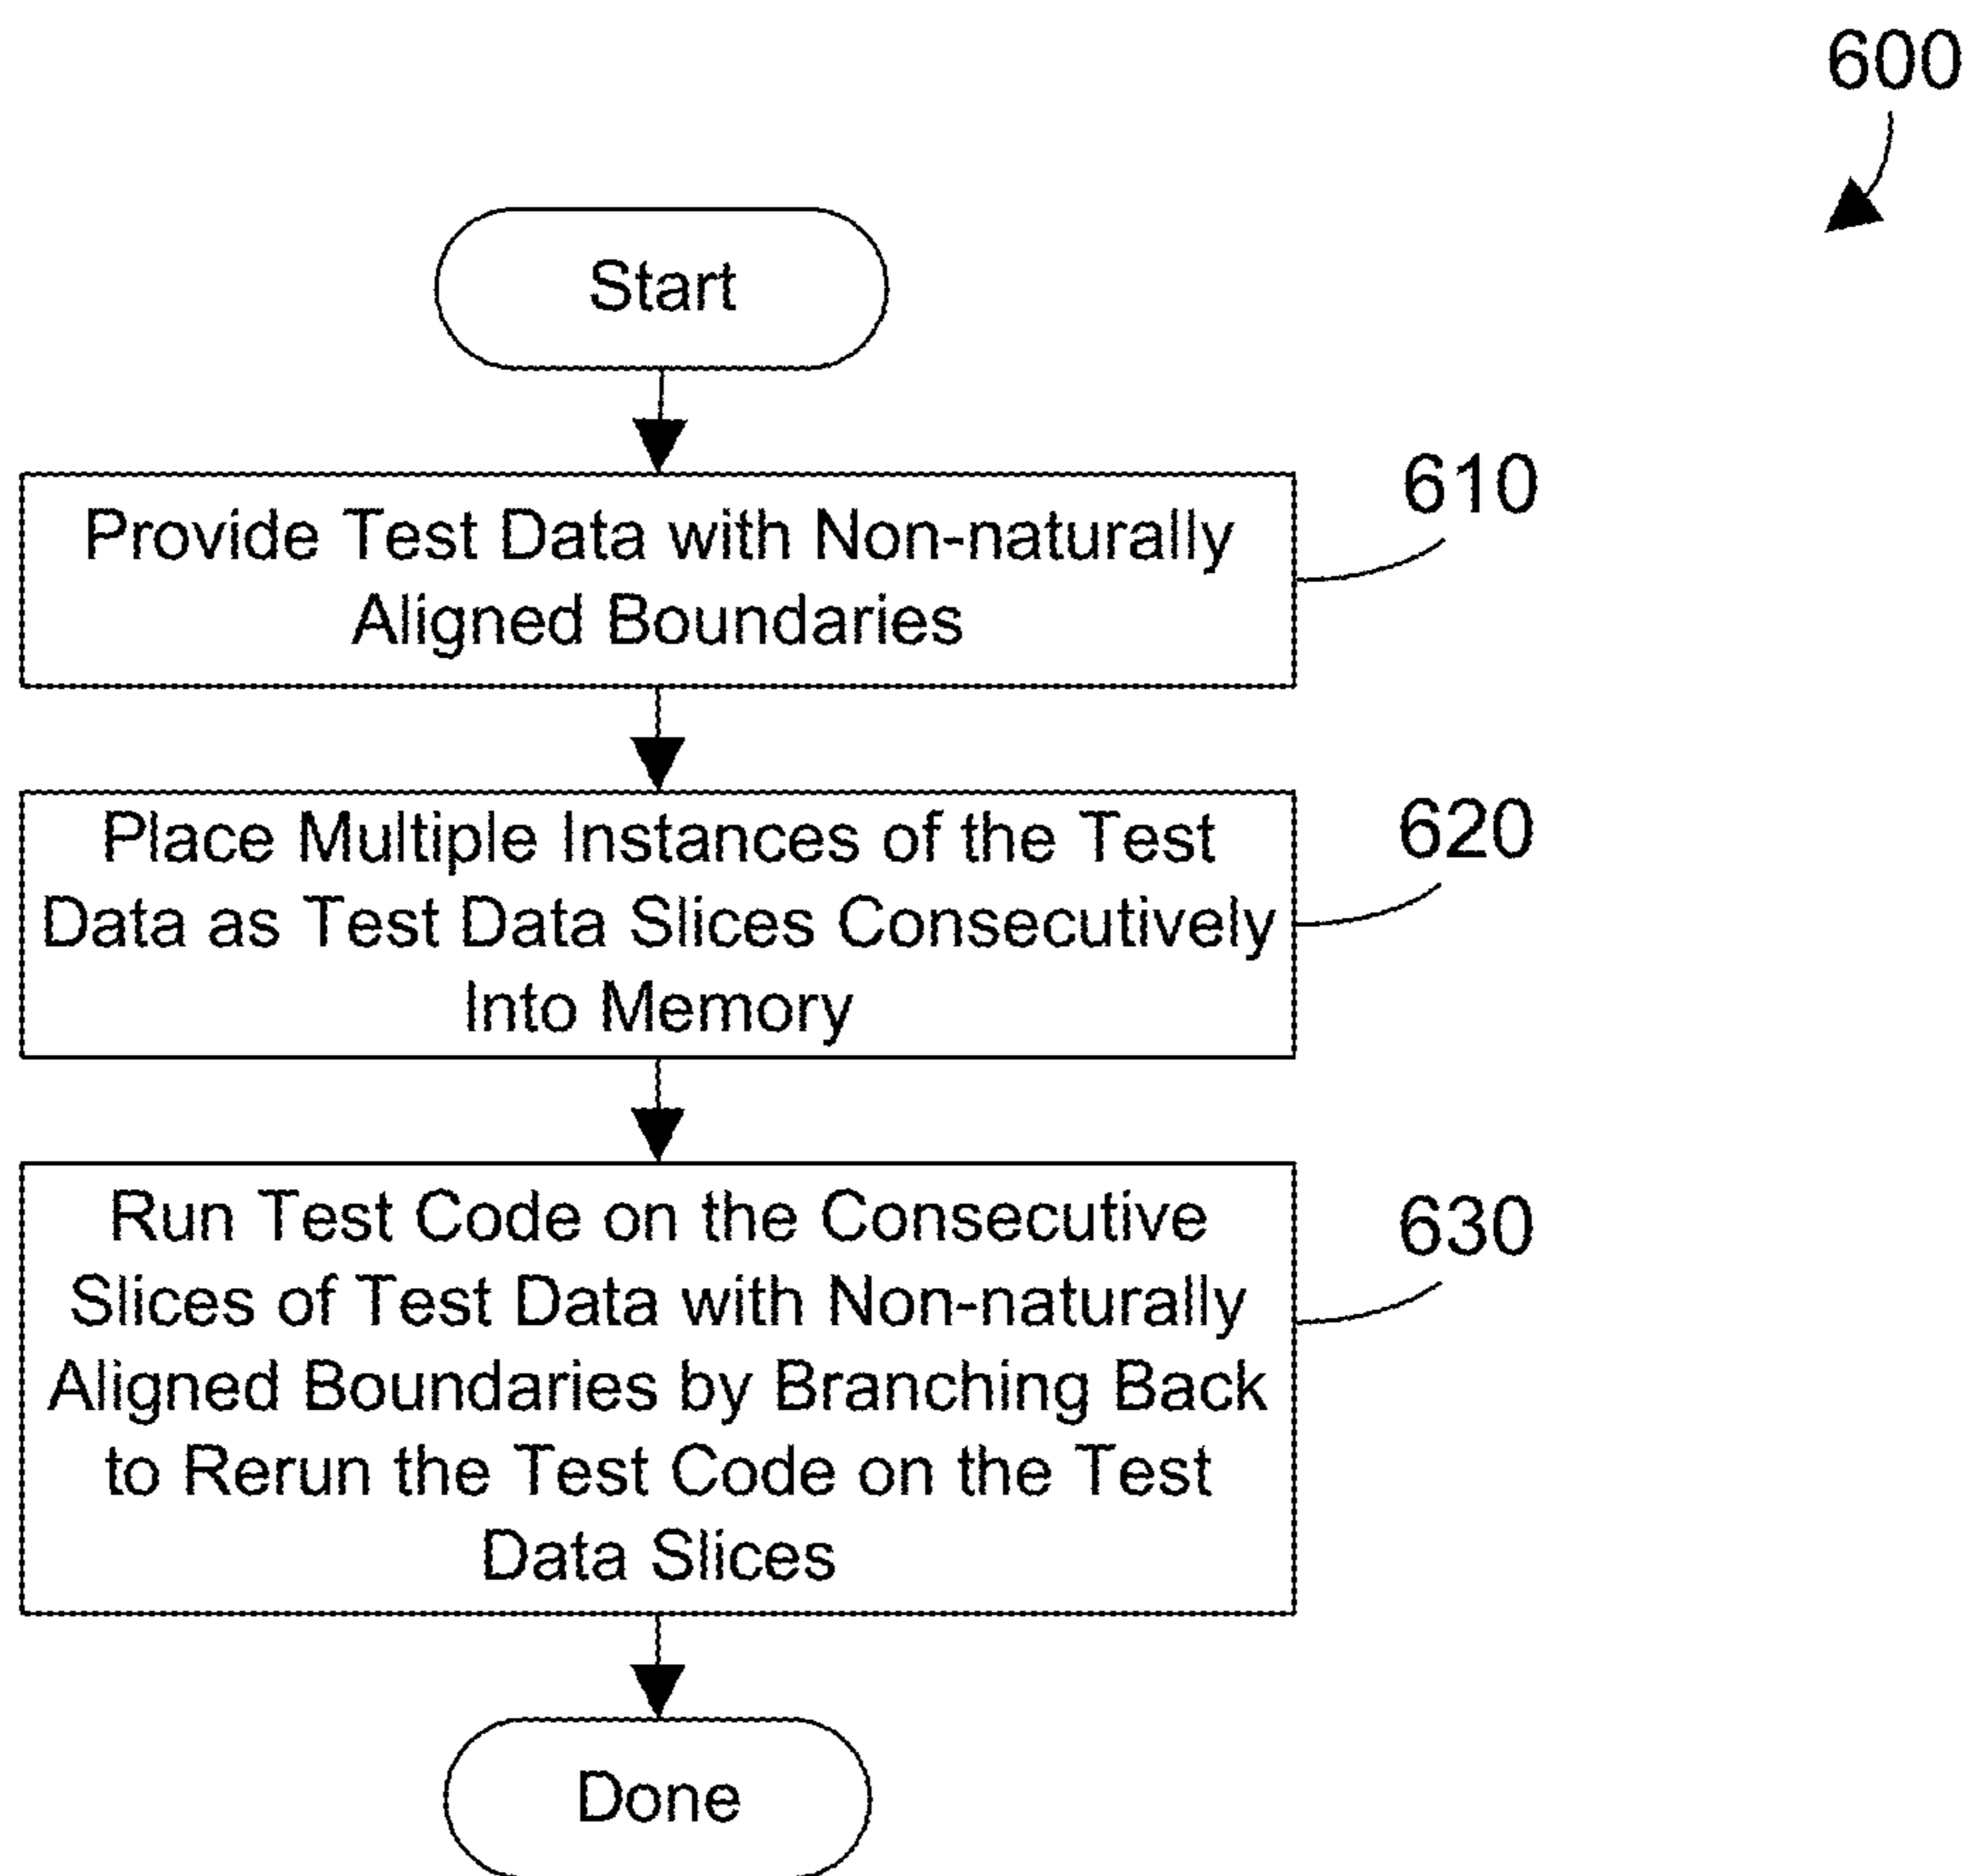 600
Start
Provide Test Data with Non-naturally
Aligned Boundaries
610
Place Multiple Instances of the Test
Data as Test Data Slices Consecutively
Into Memory
620
Run Test Code on the Consecutive
Slices of Test Data with Non-naturally
Aligned Boundaries by Branching Back
to Rerun the Test Code on the Test
Data Slices
630
Done